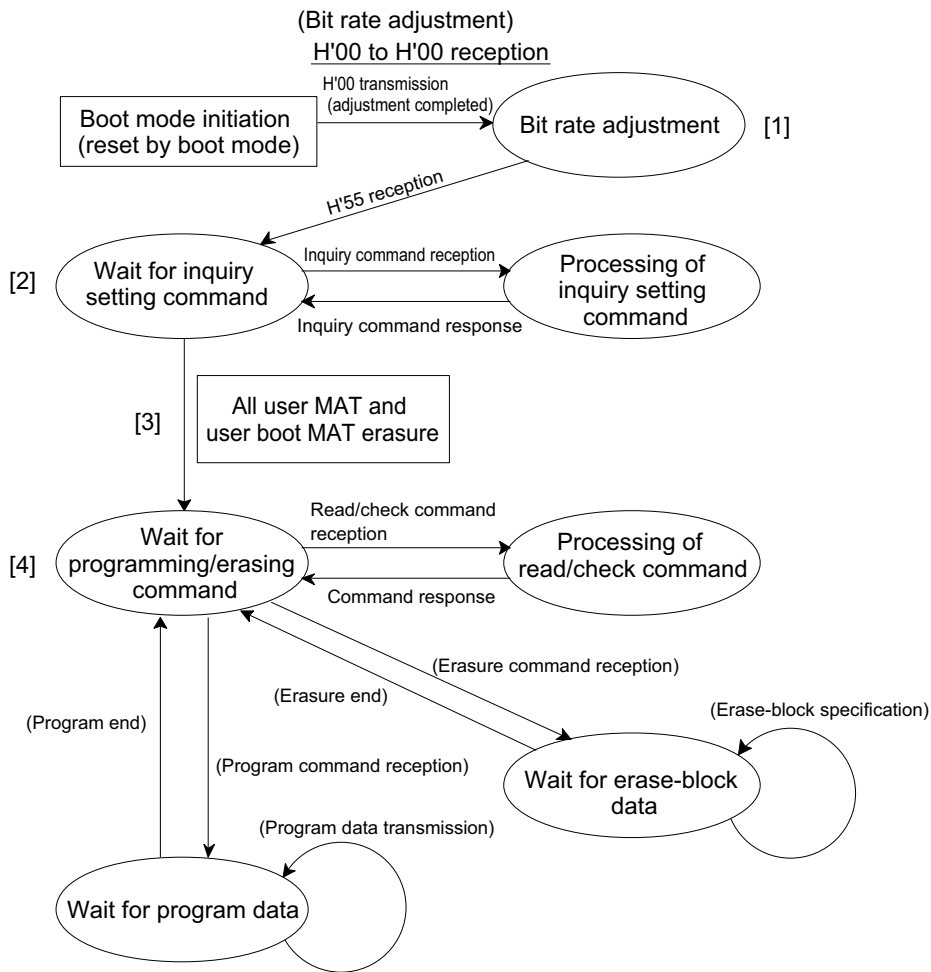 (Bit rate adjustment)
H'00 to H'00 reception
H'00 transmission
(adjustment completed)
Boot mode initiation
(reset by boot mode)
Bit rate adjustment
[1]
H'55 reception
[2]
Wait for inquiry
setting command
Inquiry command reception
Inquiry command response
Processing of
inquiry setting
command
[3]
All user MAT and
user boot MAT erasure
[4]
Wait for
programming/erasing
command
Read/check command
reception
Command response
Processing of
read/check command
(Erasure command reception)
(Erasure end)
(Program end)
(Program command reception)
(Erase-block specification)
Wait for erase-block
data
(Program data transmission)
Wait for program data